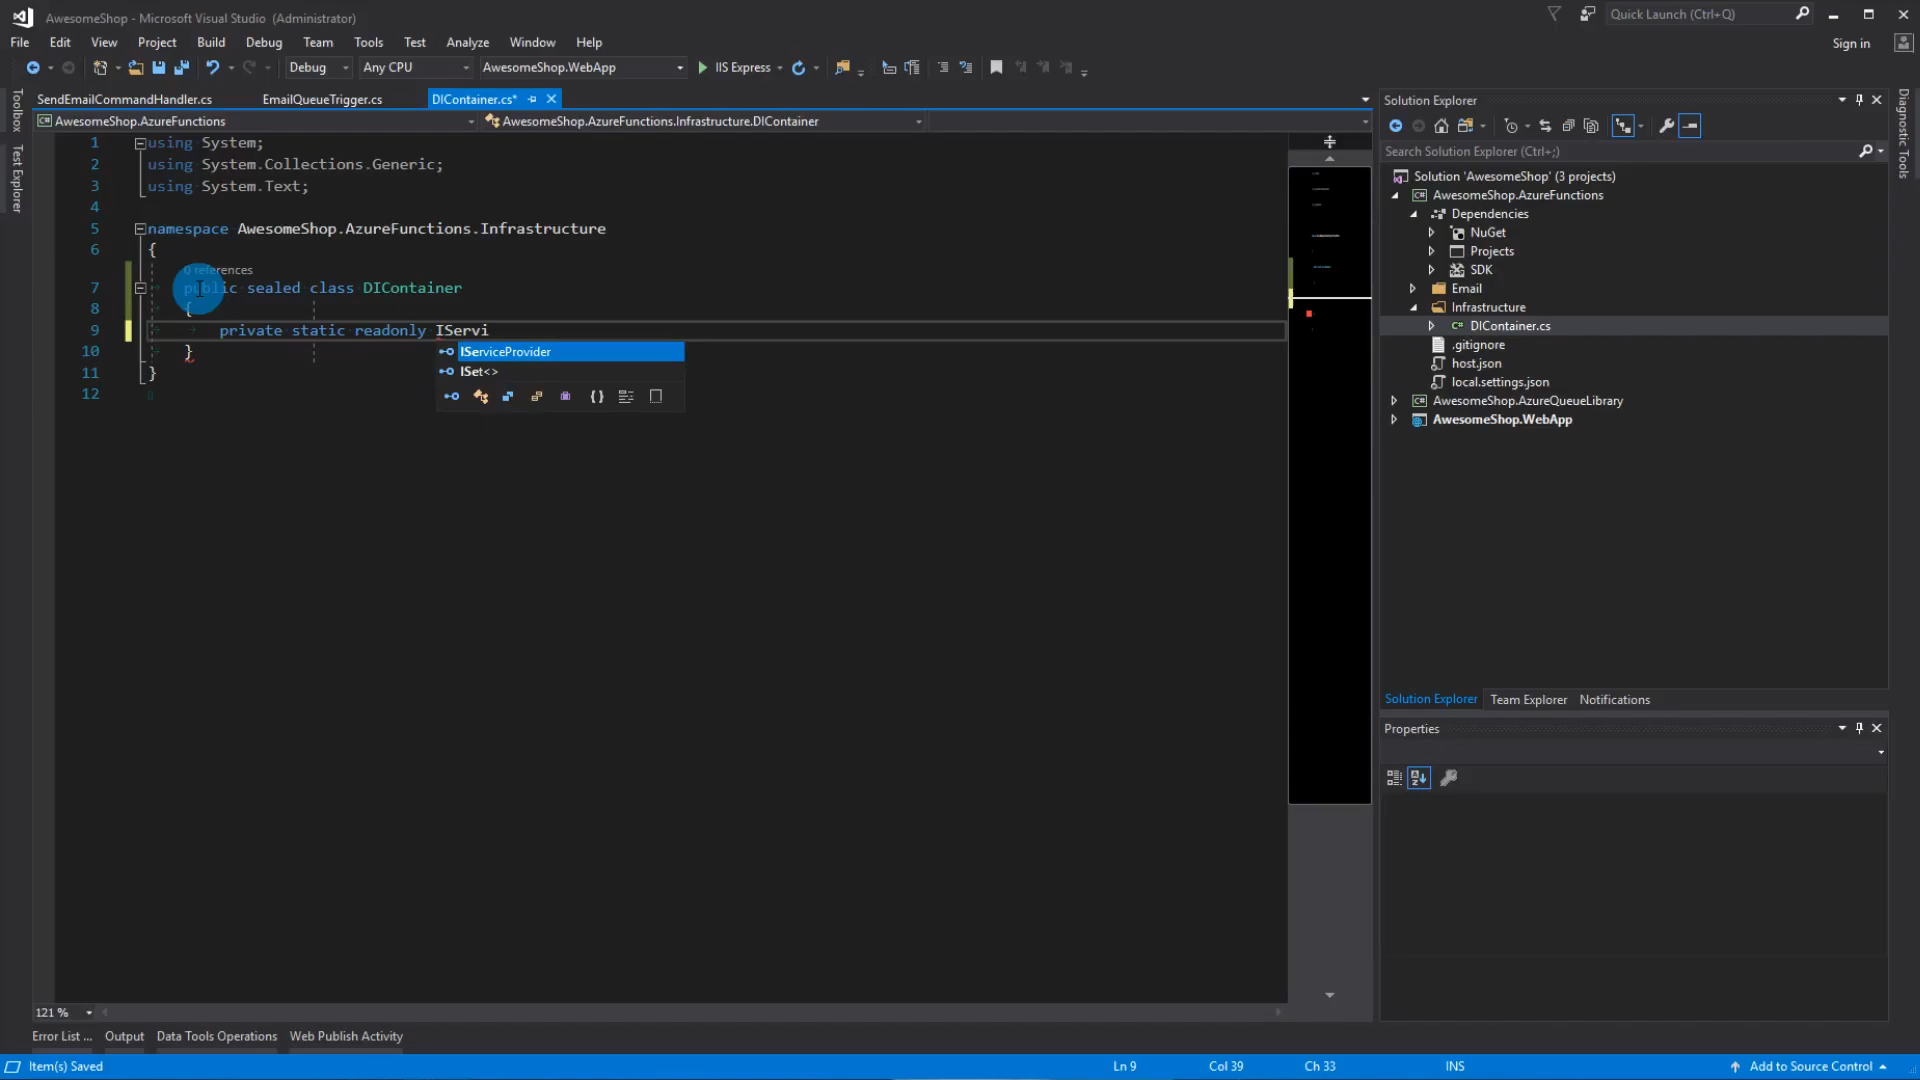 AwesomeShop - Microsoft Visual Studio (Administrator)
Quick Launch (Ctrl+Q)
File Edit View Project Build Debug Team Tools Test Analyze Window Help
Sign in
Debug Any CPU AwesomeShop.WebApp IIS Express
Toolbox
Test Explorer
SendEmailCommandHandler.cs EmailQueueTrigger.cs DIContainer.cs*
AwesomeShop.AzureFunctions AwesomeShop.AzureFunctions.Infrastructure.DIContainer
1 using System;
2 using System.Collections.Generic;
3 using System.Text;
4
5 namespace AwesomeShop.AzureFunctions.Infrastructure
6 {
0 references
7 public sealed class DIContainer
8 {
9 private static readonly IServi
IServiceProvider
ISet<>
10 }
11 }
12
121 %
Solution Explorer
Search Solution Explorer (Ctrl+;)
Solution 'AwesomeShop' (3 projects)
AwesomeShop.AzureFunctions
Dependencies
NuGet
Projects
SDK
Email
Infrastructure
DIContainer.cs
.gitignore
host.json
local.settings.json
AwesomeShop.AzureQueueLibrary
AwesomeShop.WebApp
Solution Explorer Team Explorer Notifications
Properties
Diagnostic Tools
Error List ... Output Data Tools Operations Web Publish Activity
Item(s) Saved Ln 9 Col 39 Ch 33 INS Add to Source Control